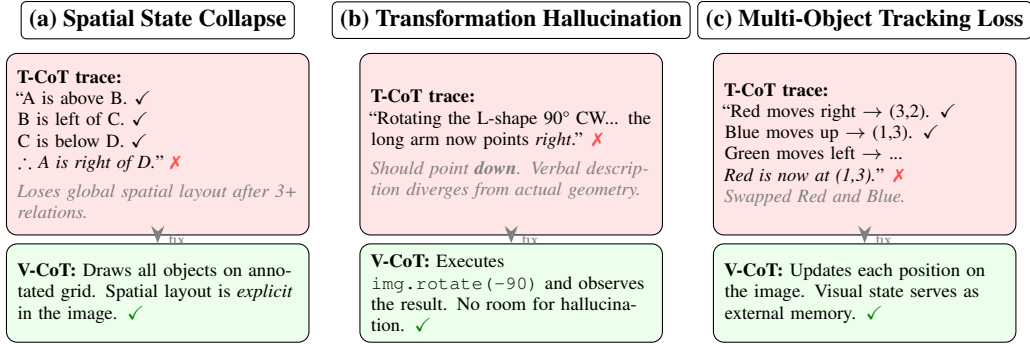 (a) Spatial State Collapse
T-CoT trace:
“A is above B. ✓
B is left of C. ✓
C is below D. ✓
∴ A is right of D.” ✗
Loses global spatial layout after 3+
relations.
fix
V-CoT: Draws all objects on anno-
tated grid. Spatial layout is explicit
in the image. ✓
(b) Transformation Hallucination
T-CoT trace:
“Rotating the L-shape 90° CW... the
long arm now points right.” ✗
Should point down. Verbal descrip-
tion diverges from actual geometry.
fix
V-CoT: Executes
img.rotate(-90) and observes
the result. No room for hallucina-
tion. ✓
(c) Multi-Object Tracking Loss
T-CoT trace:
“Red moves right → (3,2). ✓
Blue moves up → (1,3). ✓
Green moves left → ...
Red is now at (1,3).” ✗
Swapped Red and Blue.
fix
V-CoT: Updates each position on
the image. Visual state serves as
external memory. ✓